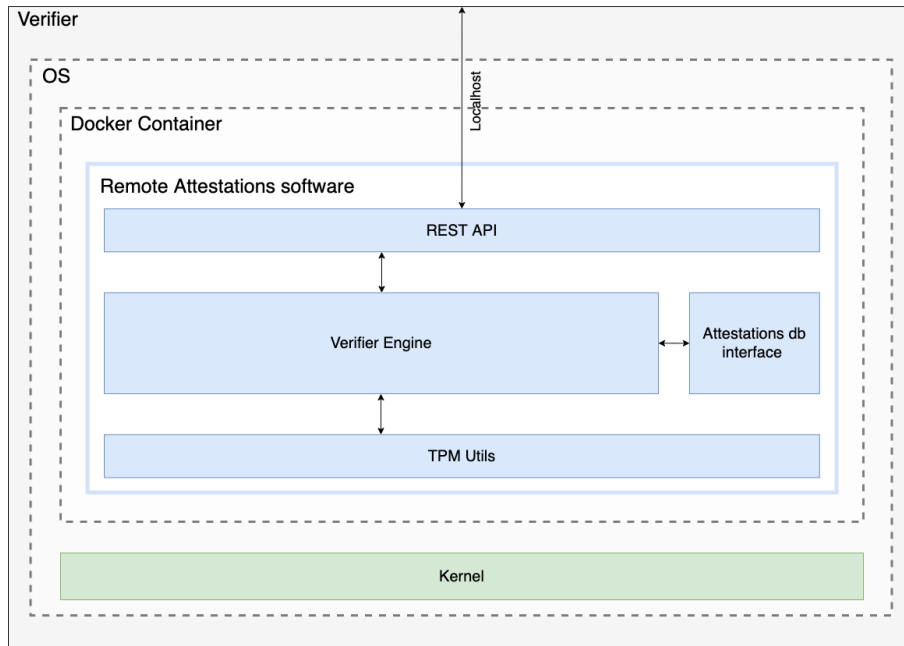 Verifier
OS
Localhost
Docker Container
Remote Attestations software
REST API
Verifier Engine
Attestations db
interface
TPM Utils
Kernel